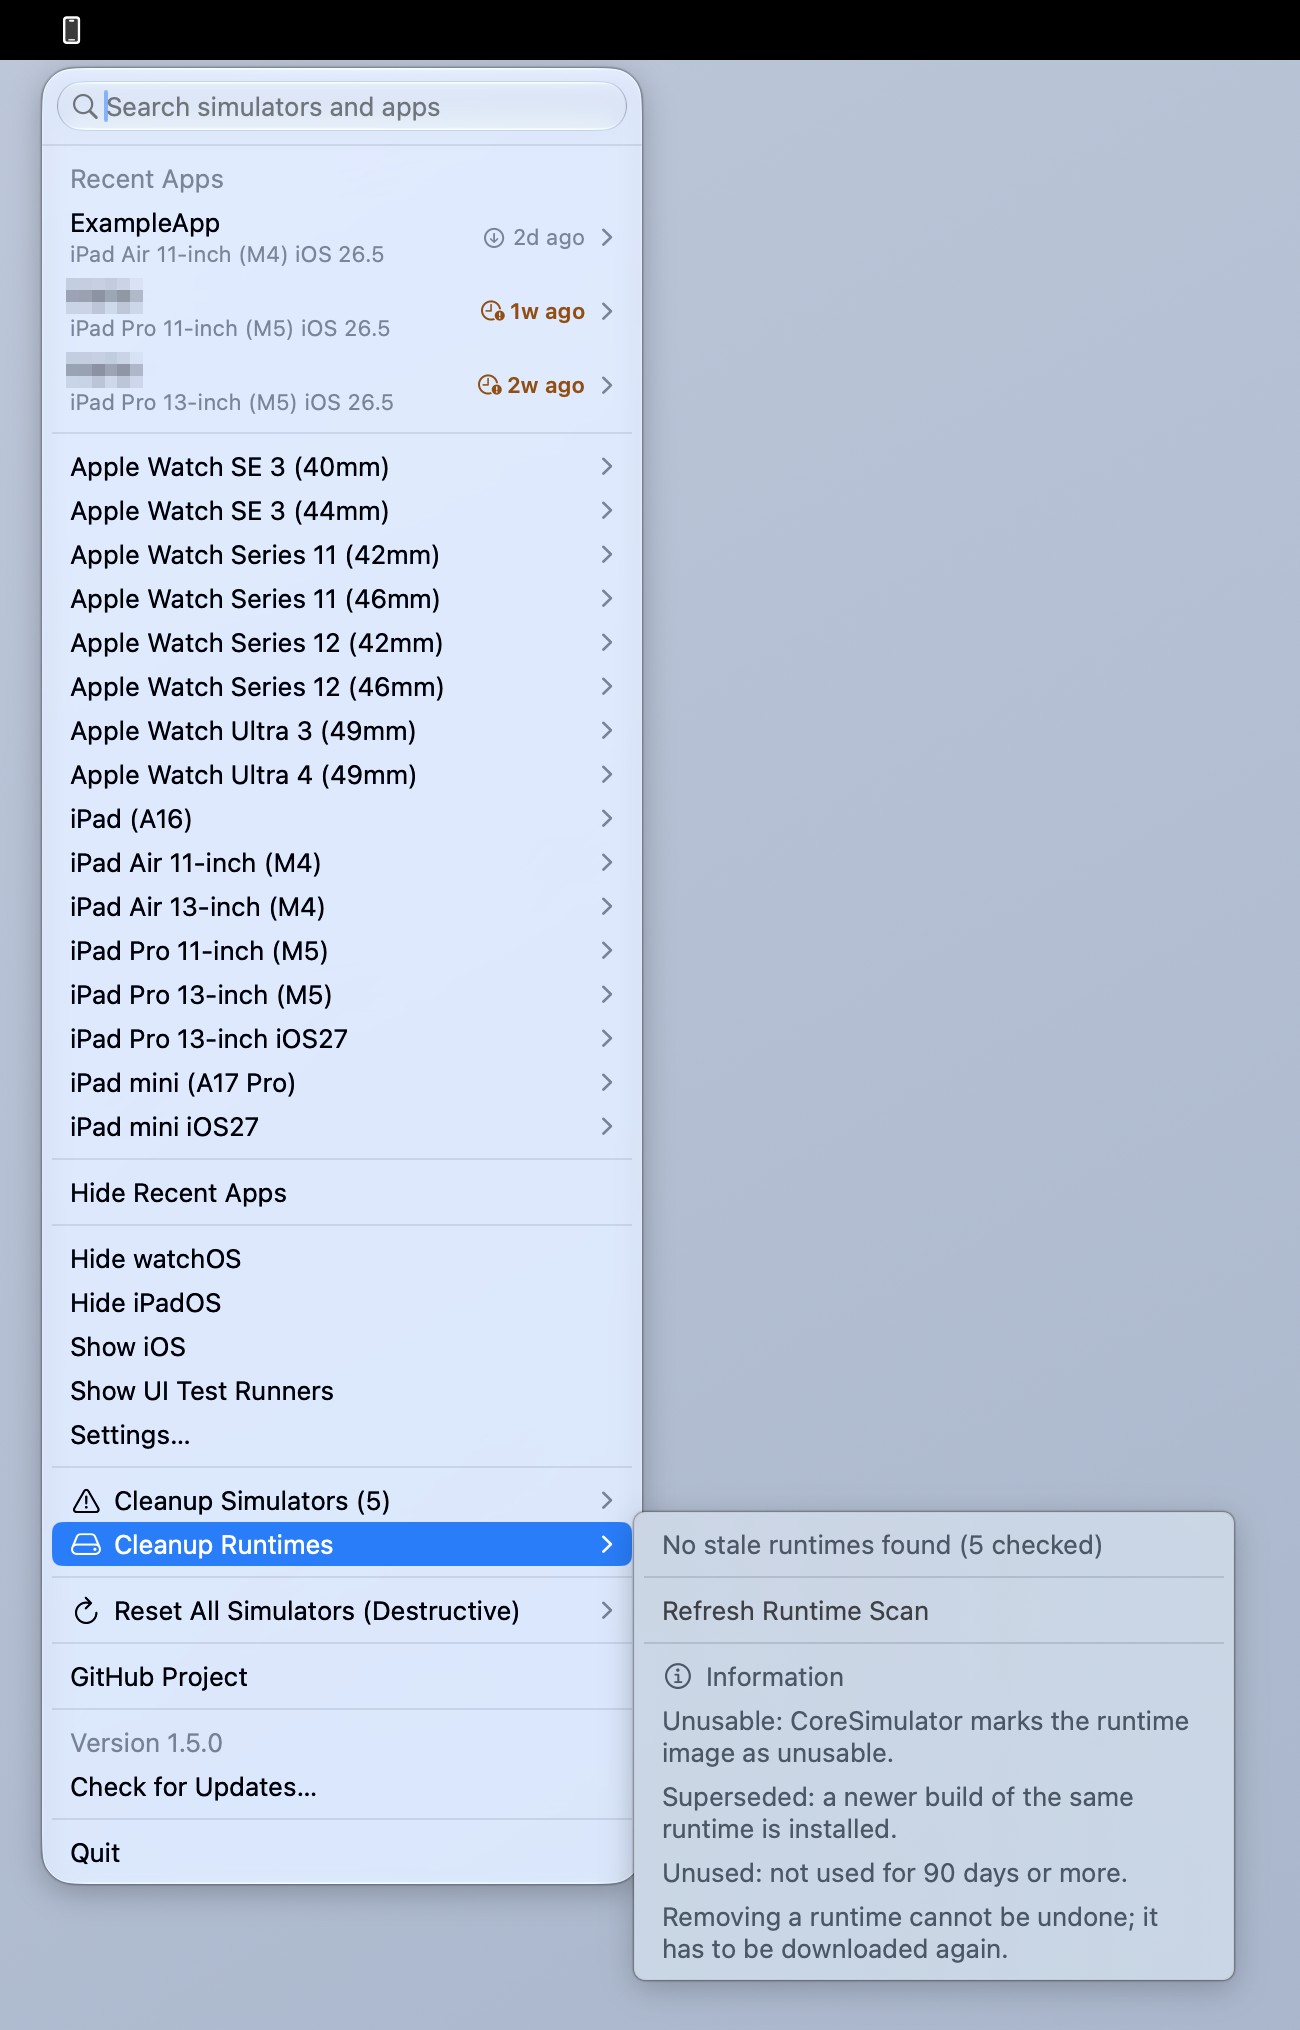 Search simulators and apps
Recent Apps
ExampleApp
iPad Air 11-inch (M4) iOS 26.5
2d ago
iPad Pro 11-inch (M5) iOS 26.5
1w ago
iPad Pro 13-inch (M5) iOS 26.5
2w ago
Apple Watch SE 3 (40mm)
Apple Watch SE 3 (44mm)
Apple Watch Series 11 (42mm)
Apple Watch Series 11 (46mm)
Apple Watch Series 12 (42mm)
Apple Watch Series 12 (46mm)
Apple Watch Ultra 3 (49mm)
Apple Watch Ultra 4 (49mm)
iPad (A16)
iPad Air 11-inch (M4)
iPad Air 13-inch (M4)
iPad Pro 11-inch (M5)
iPad Pro 13-inch (M5)
iPad Pro 13-inch iOS27
iPad mini (A17 Pro)
iPad mini iOS27
Hide Recent Apps
Hide watchOS
Hide iPadOS
Show iOS
Show UI Test Runners
Settings...
Cleanup Simulators (5)
Cleanup Runtimes
Reset All Simulators (Destructive)
GitHub Project
Version 1.5.0
Check for Updates...
Quit
No stale runtimes found (5 checked)
Refresh Runtime Scan
Information
Unusable: CoreSimulator marks the runtime
image as unusable.
Superseded: a newer build of the same
runtime is installed.
Unused: not used for 90 days or more.
Removing a runtime cannot be undone; it
has to be downloaded again.